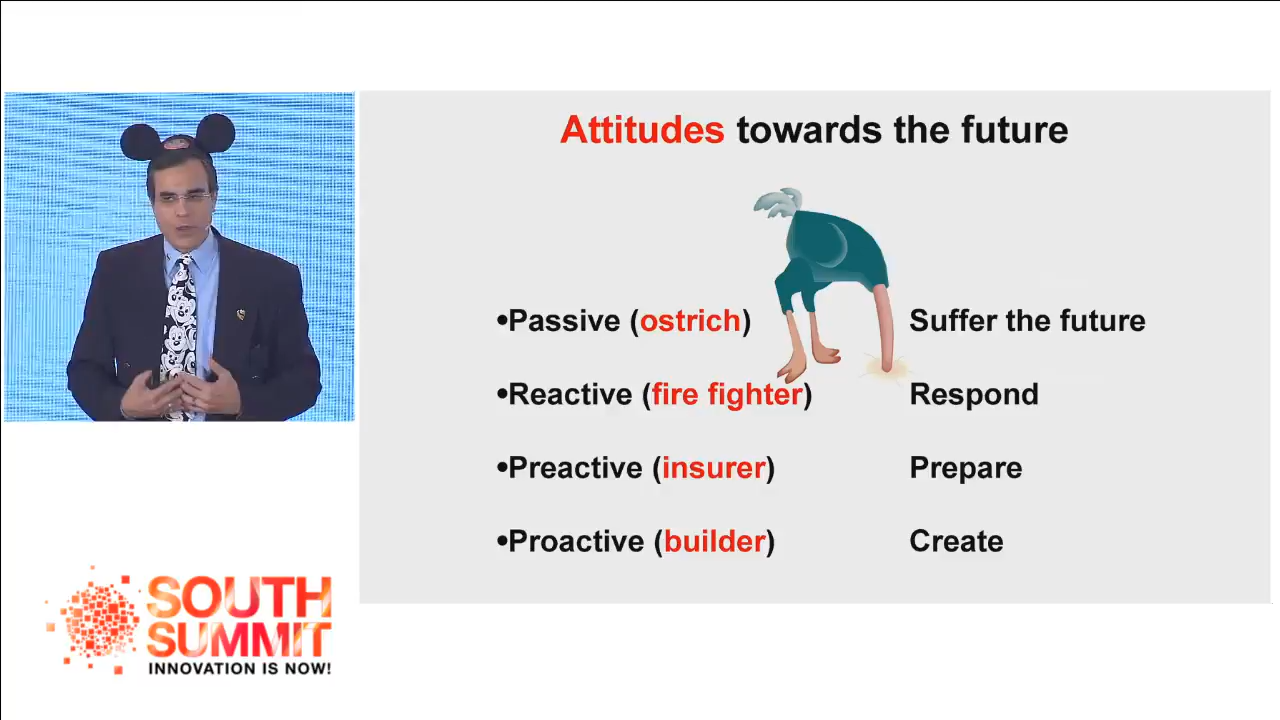 Attitudes towards the future
•Passive (ostrich) Suffer the future
•Reactive (fire fighter) Respond
•Preactive (insurer) Prepare
•Proactive (builder) Create
SOUTH
SUMMIT
INNOVATION IS NOW!